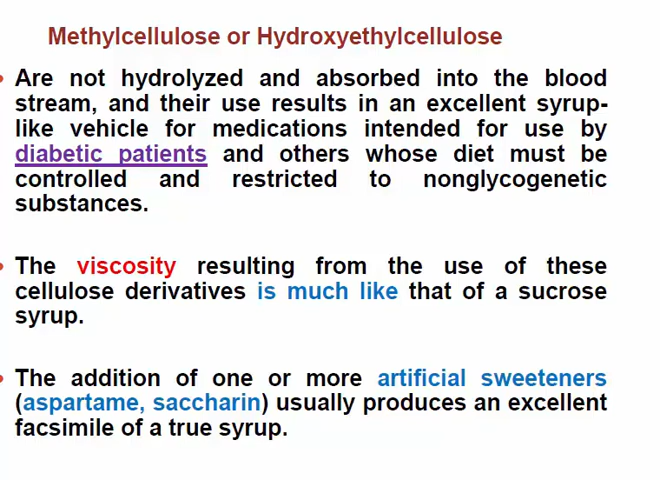 Methylcellulose or Hydroxyethylcellulose
Are not hydrolyzed and absorbed into the blood
stream, and their use results in an excellent syrup-
like vehicle for medications intended for use by
diabetic patients and others whose diet must be
controlled and restricted to nonglycogenetic
substances.
The viscosity resulting from the use of these
cellulose derivatives is much like that of a sucrose
syrup.
The addition of one or more artificial sweeteners
(aspartame, saccharin) usually produces an excellent
facsimile of a true syrup.